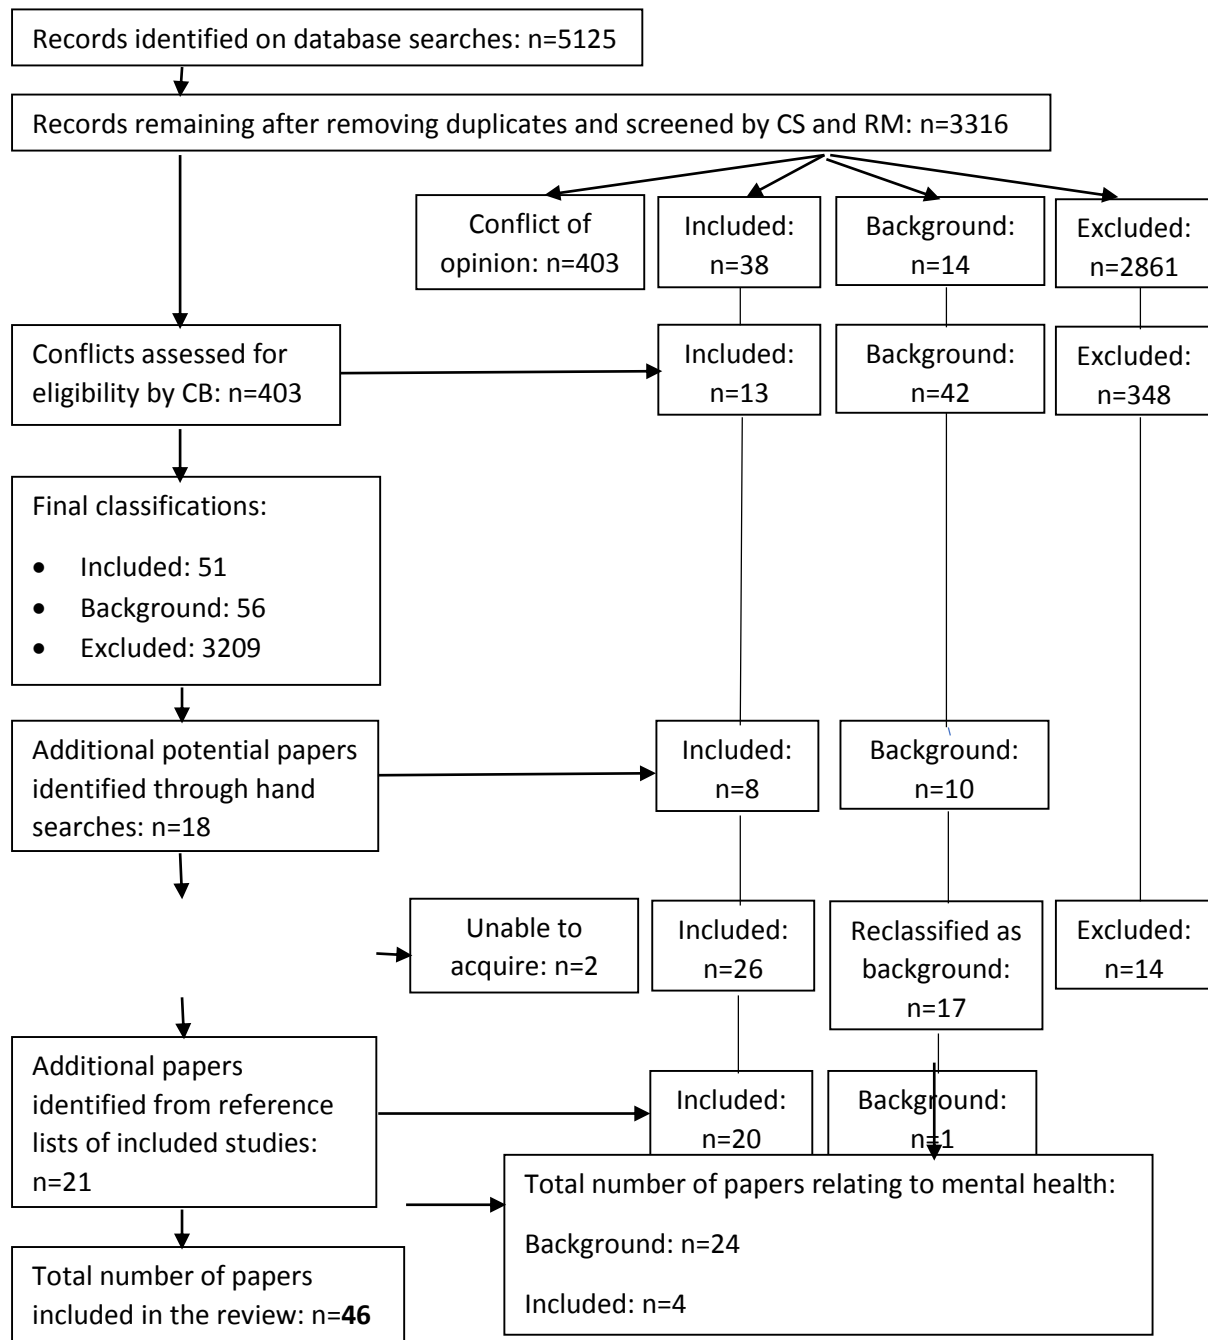 Records identified on database searches: n=5125
Records remaining after removing duplicates and screened by CS and RM: n=3316
Conflict of
opinion: n=403
Included:
n=38
Background:
n=14
Excluded:
n=2861
Conflicts assessed for
eligibility by CB: n=403
Included:
n=13
Background:
n=42
Excluded:
n=348
Final classifications:
• Included: 51
• Background: 56
• Excluded: 3209
Additional potential papers
identified through hand
searches: n=18
Included:
n=8
Background:
n=10
Unable to
acquire: n=2
Included:
n=26
Reclassified as
background:
n=17
Excluded:
n=14
Additional papers
identified from reference
lists of included studies:
n=21
Included:
n=20
Background:
n=1
Total number of papers relating to mental health:
Background: n=24
Included: n=4
Total number of papers
included in the review: n=46